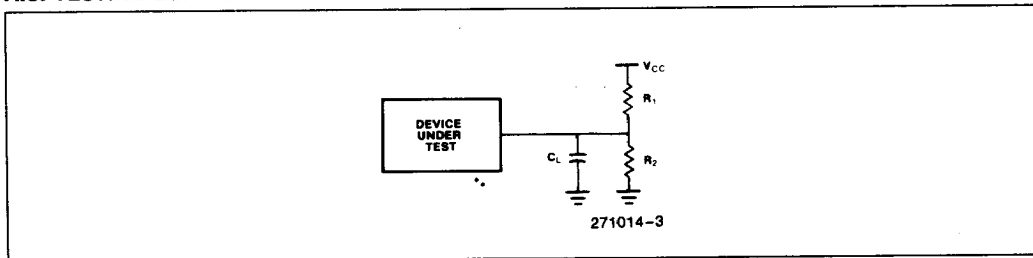 VCC
R1
DEVICE
UNDER
TEST
CL
R2
271014-3